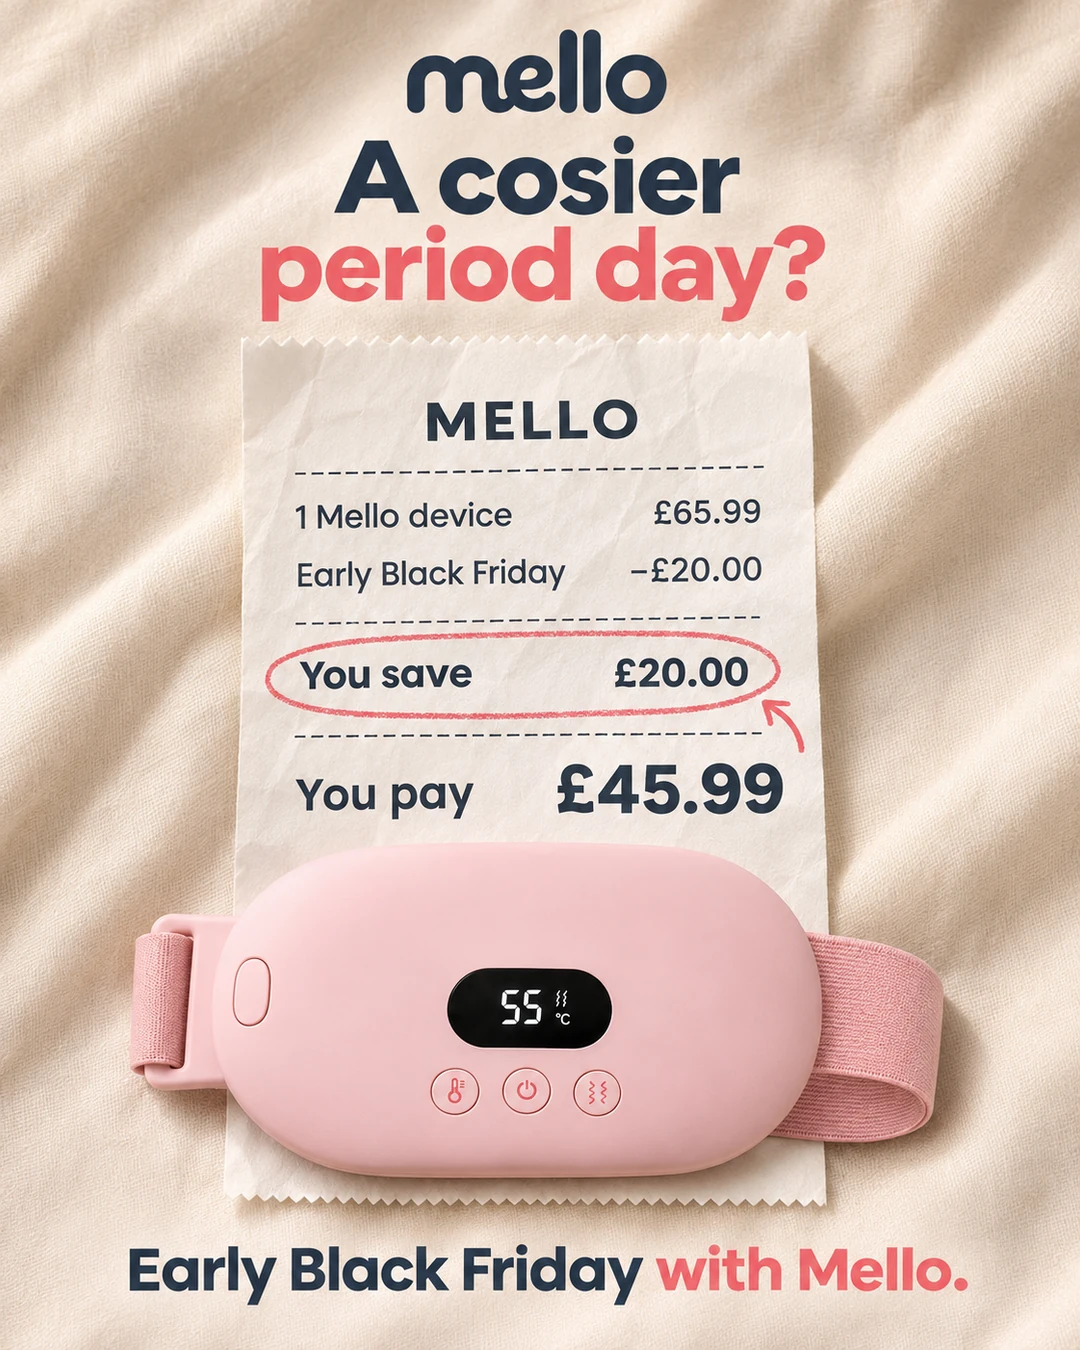 mello
A cosier
period day?
MELLO
1 Mello device £65.99
Early Black Friday –£20.00
You save £20.00
You pay £45.99
55 °C
Early Black Friday with Mello.